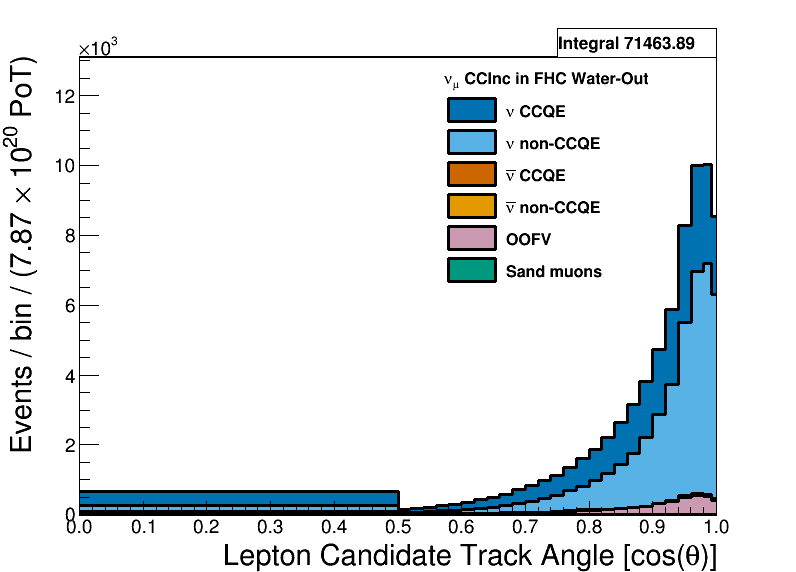 ×10³
Integral 71463.89
ν_μ CCInc in FHC Water-Out
ν CCQE
ν non-CCQE
ν̅ CCQE
ν̅ non-CCQE
OOFV
Sand muons
Events / bin / (7.87 × 10²⁰ PoT)
12
10
8
6
4
2
0
0.0 0.1 0.2 0.3 0.4 0.5 0.6 0.7 0.8 0.9 1.0
Lepton Candidate Track Angle [cos(θ)]